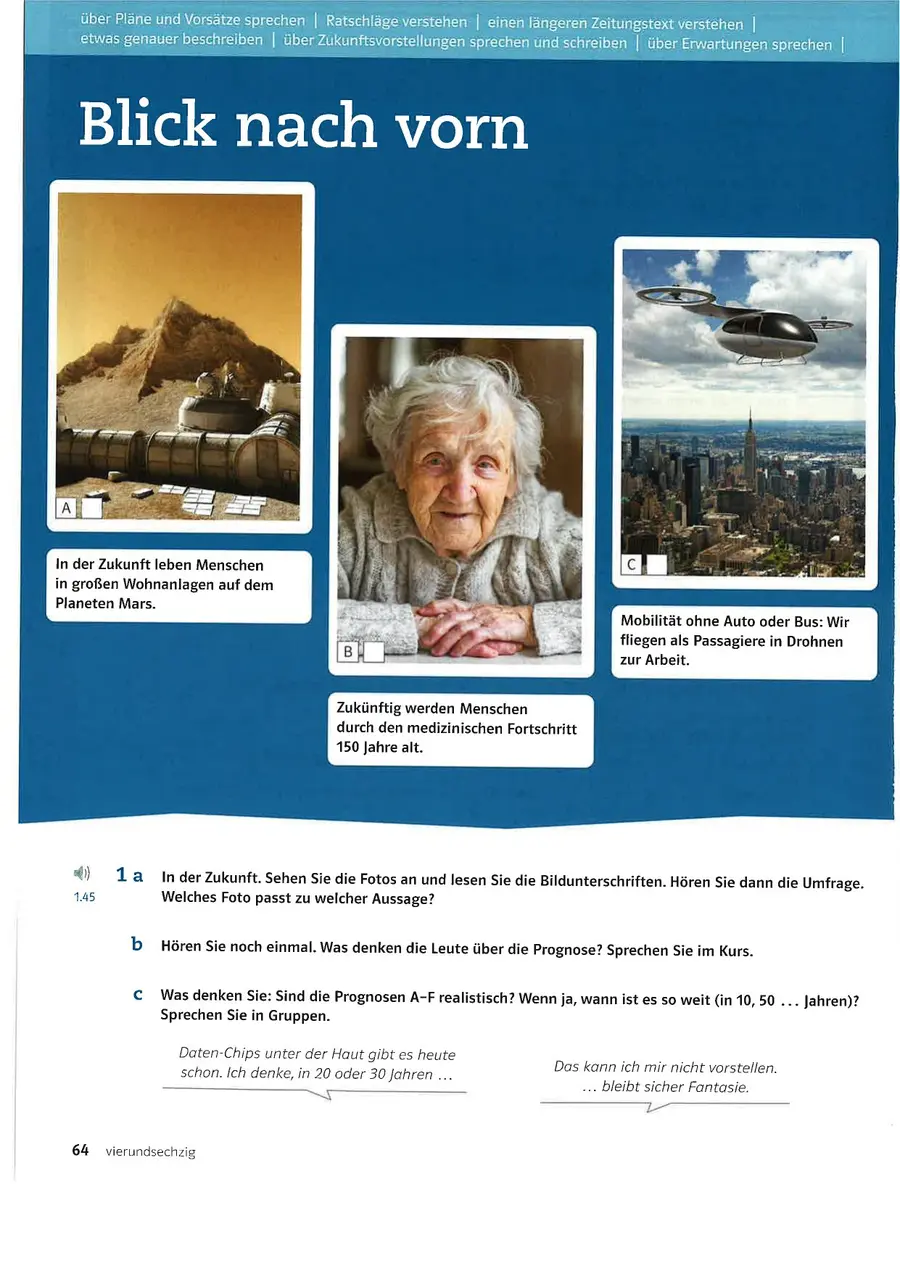 über Pläne und Vorsätze sprechen | Ratschläge verstehen | einen längeren Zeitungstext verstehen |
etwas genauer beschreiben | über Zukunftsvorstellungen sprechen und schreiben | über Erwartungen sprechen |
Blick nach vorn
A
In der Zukunft leben Menschen
in großen Wohnanlagen auf dem
Planeten Mars.
B
Zukünftig werden Menschen
durch den medizinischen Fortschritt
150 Jahre alt.
C
Mobilität ohne Auto oder Bus: Wir
fliegen als Passagiere in Drohnen
zur Arbeit.
1.45
1 a In der Zukunft. Sehen Sie die Fotos an und lesen Sie die Bildunterschriften. Hören Sie dann die Umfrage.
Welches Foto passt zu welcher Aussage?
b Hören Sie noch einmal. Was denken die Leute über die Prognose? Sprechen Sie im Kurs.
c Was denken Sie: Sind die Prognosen A–F realistisch? Wenn ja, wann ist es so weit (in 10, 50 ... Jahren)?
Sprechen Sie in Gruppen.
Daten-Chips unter der Haut gibt es heute
schon. Ich denke, in 20 oder 30 Jahren ...
Das kann ich mir nicht vorstellen.
... bleibt sicher Fantasie.
64 vierundsechzig